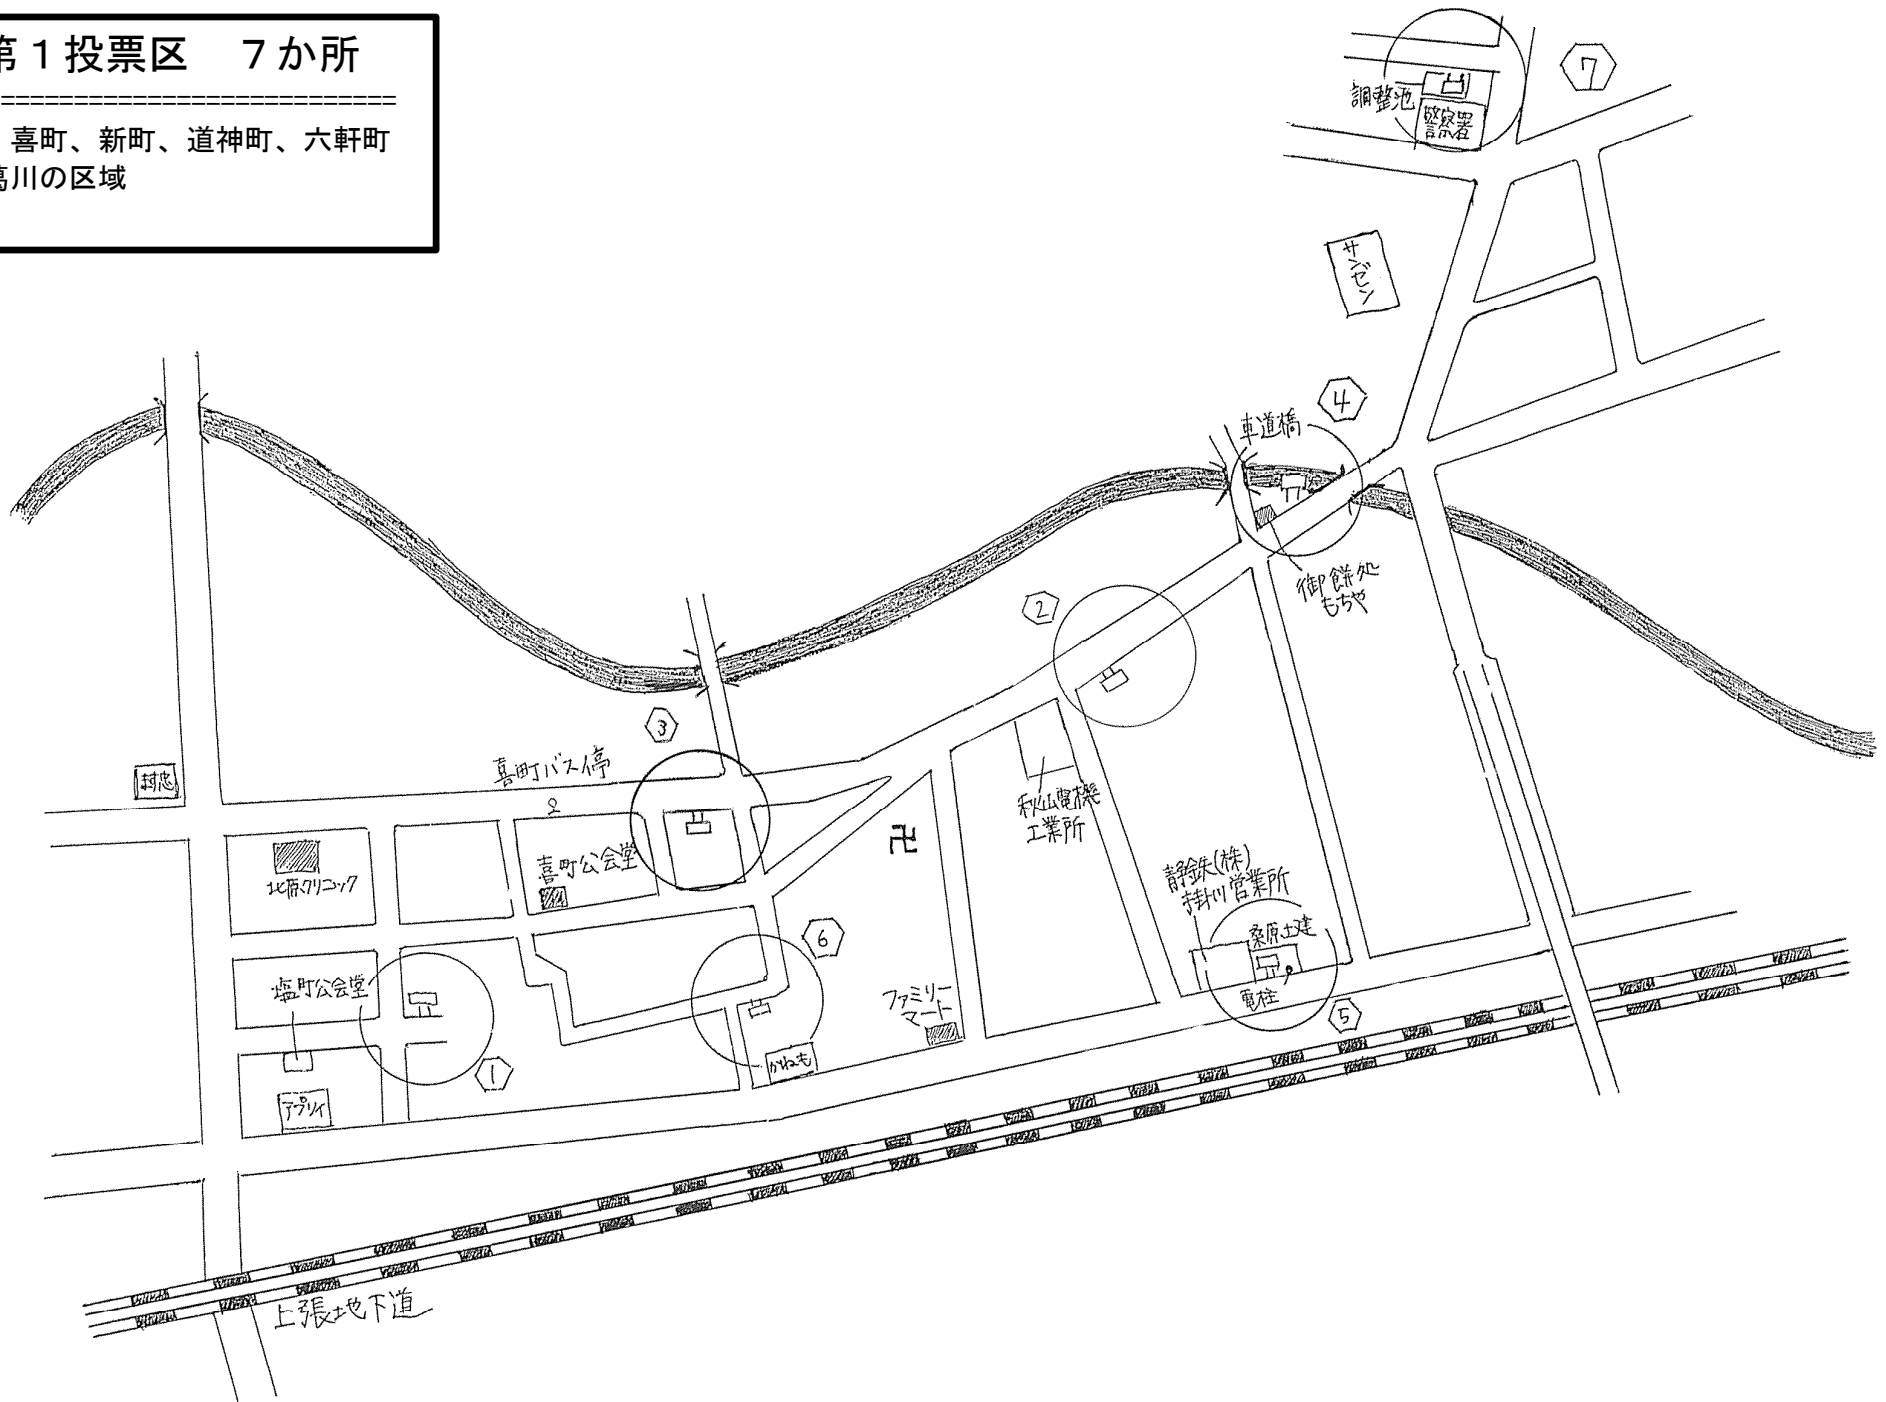 第１投票区　７か所
===========================
喜町、新町、道神町、六軒町
葛川の区域
7
調整池
警察署
サンゼン
4
車道橋
御餅処
もちや
2
3
喜町バス停
村忠
秋山電機
工業所
卍
喜町公会堂
北原クリニック
静鉄(株)
掛川営業所
桑原土建
電柱
5
6
塩町公会堂
ファミリー
マート
かねも
1
アプリイ
上張地下道